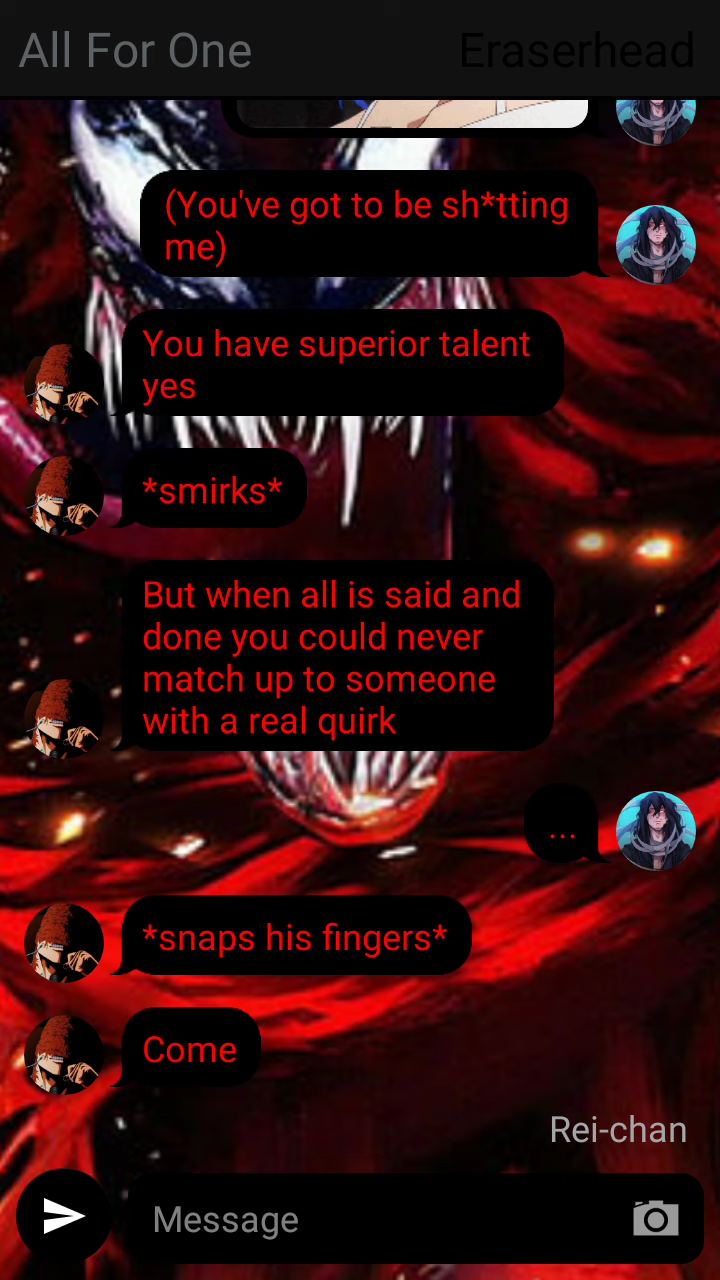 All For One
Eraserhead
(You've got to be sh*tting
me)
You have superior talent
yes
*smirks*
But when all is said and
done you could never
match up to someone
with a real quirk
...
*snaps his fingers*
Come
Rei-chan
Message